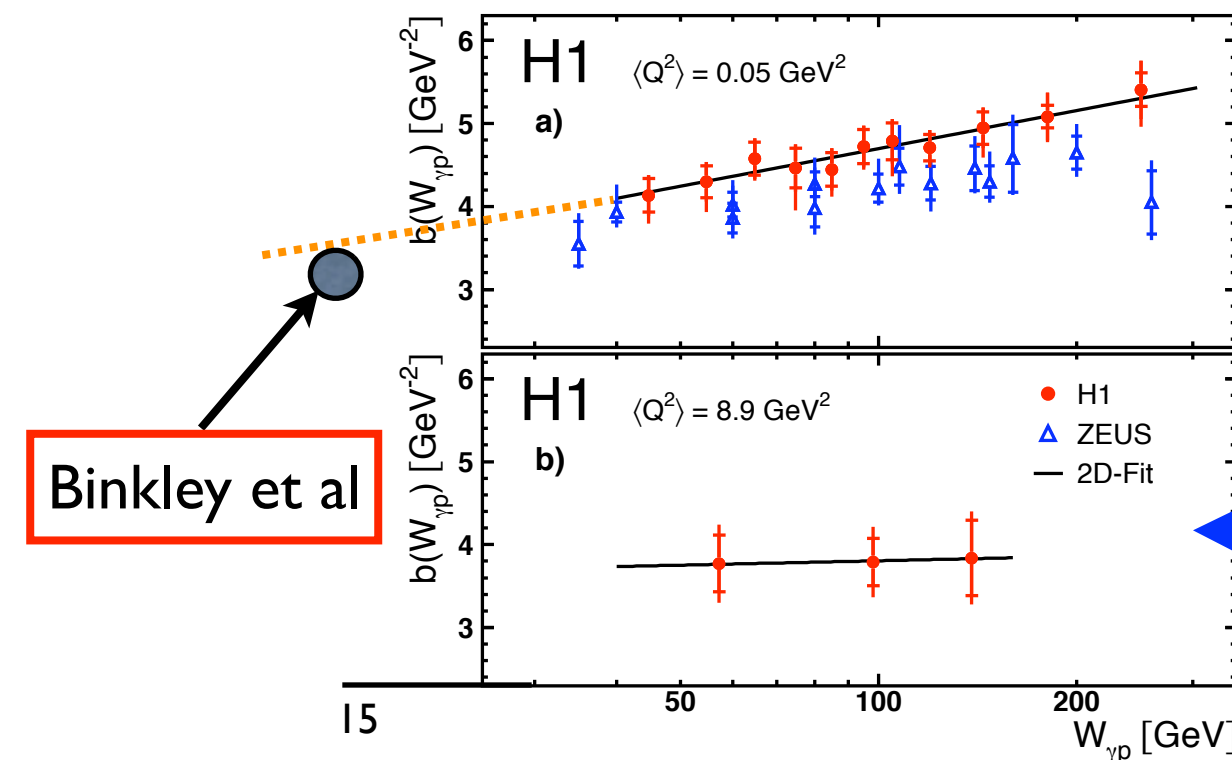 6
5
4
3
b(W_γp) [GeV^-2]
H1 ⟨Q²⟩ = 0.05 GeV²
a)
Binkley et al
6
5
4
3
b(W_γp) [GeV^-2]
H1 ⟨Q²⟩ = 8.9 GeV²
b)
H1
ZEUS
2D-Fit
15
50 100 200
W_γp [GeV]